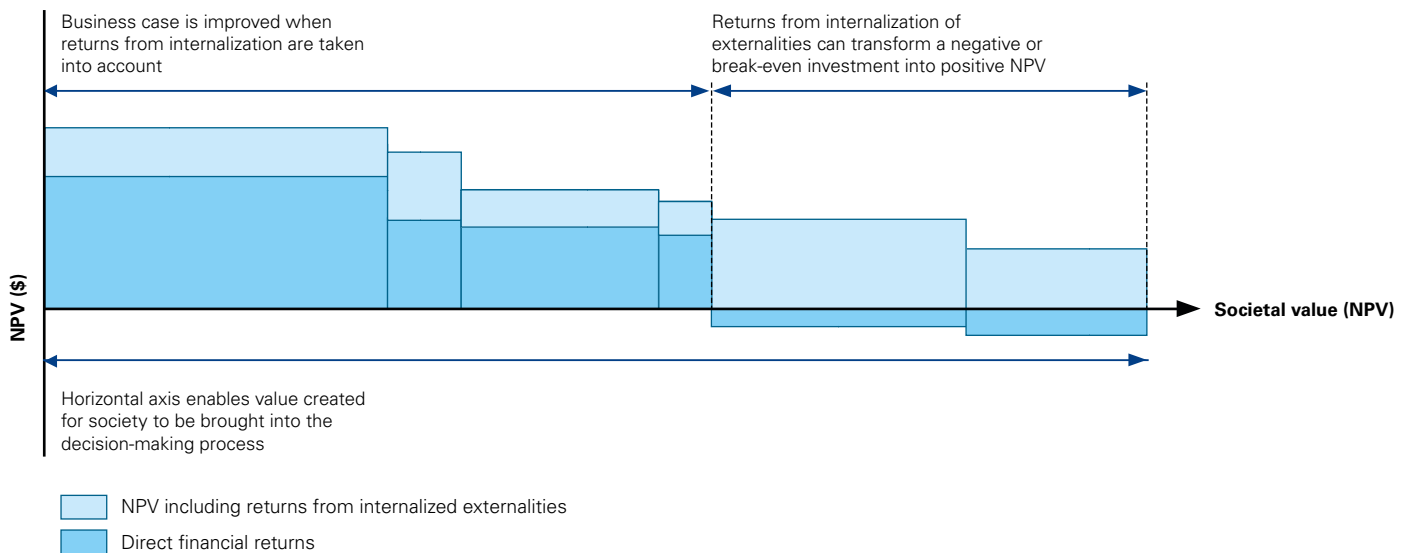 Business case is improved when
returns from internalization are taken
into account
Returns from internalization of
externalities can transform a negative or
break-even investment into positive NPV
NPV ($)
Societal value (NPV)
Horizontal axis enables value created
for society to be brought into the
decision-making process
NPV including returns from internalized externalities
Direct financial returns